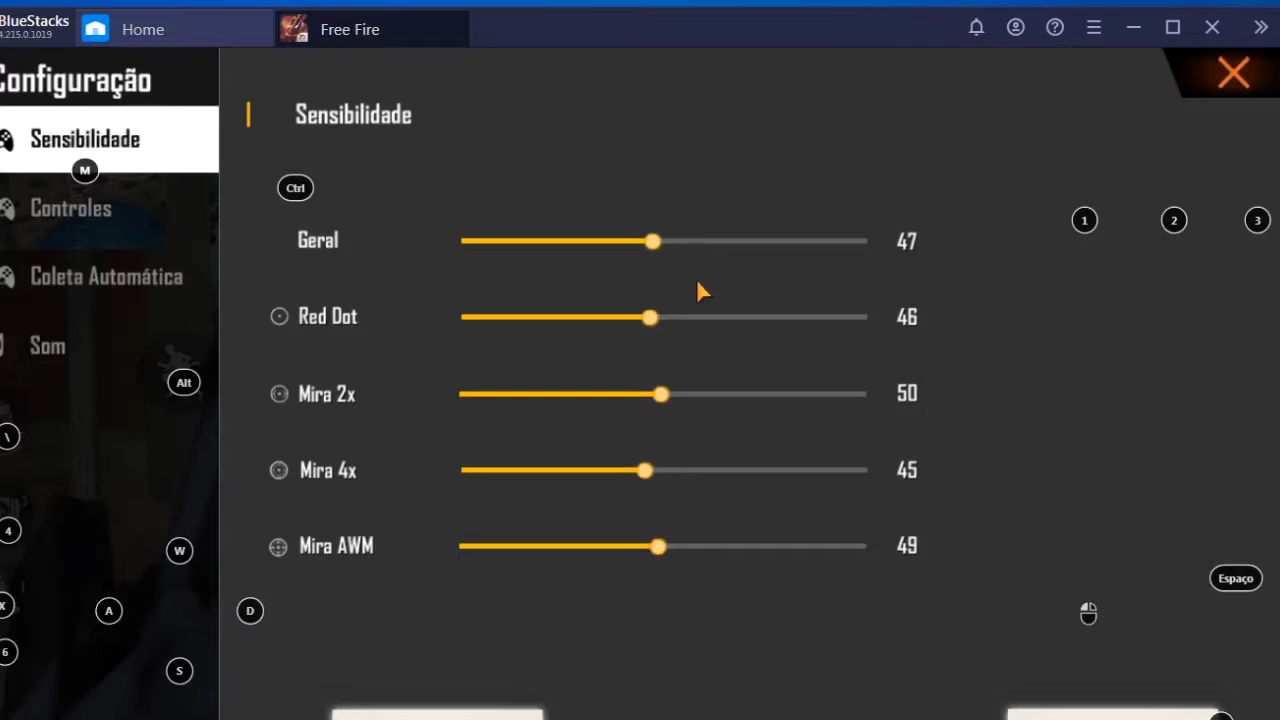 BlueStacks
4.215.0.1019
Home
Free Fire
Configuração
Sensibilidade
M
Controles
Coleta Automática
Som
Alt
\
4
W
X
A
D
6
S
Sensibilidade
Ctrl
1
2
3
Geral
47
Red Dot
46
Mira 2x
50
Mira 4x
45
Mira AWM
49
Espaço